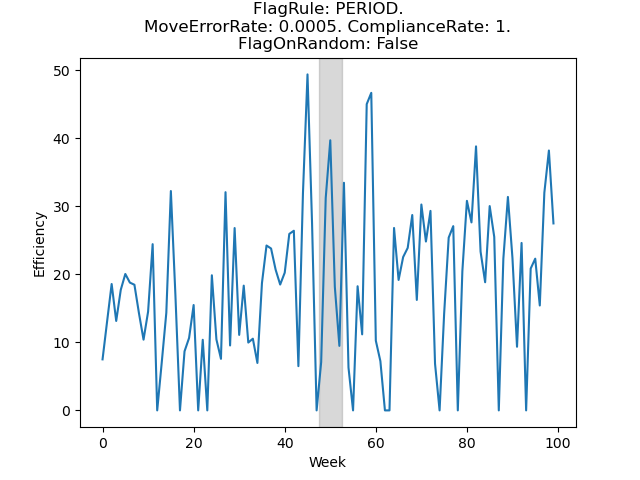 FlagRule: PERIOD.
MoveErrorRate: 0.0005. ComplianceRate: 1.
FlagOnRandom: False
50
40
30
20
10
0
Efficiency
0 20 40 60 80 100
Week